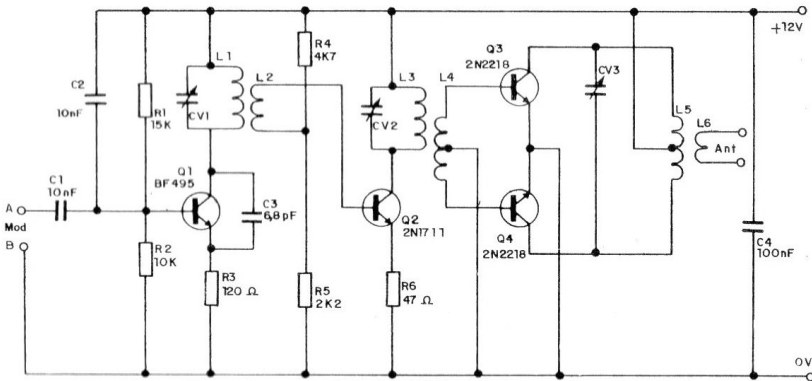 +12V
C2
10nF
R1
15K
L1
CV1
L2
R4
4K7
L3
CV2
L4
Q3
2N2218
CV3
L5
L6
Ant
C1
10nF
A
Mod
B
Q1
BF495
C3
6,8pF
R2
10K
R3
120 Ω
R5
2K2
Q2
2N1711
R6
47 Ω
Q4
2N2218
C4
100nF
0V